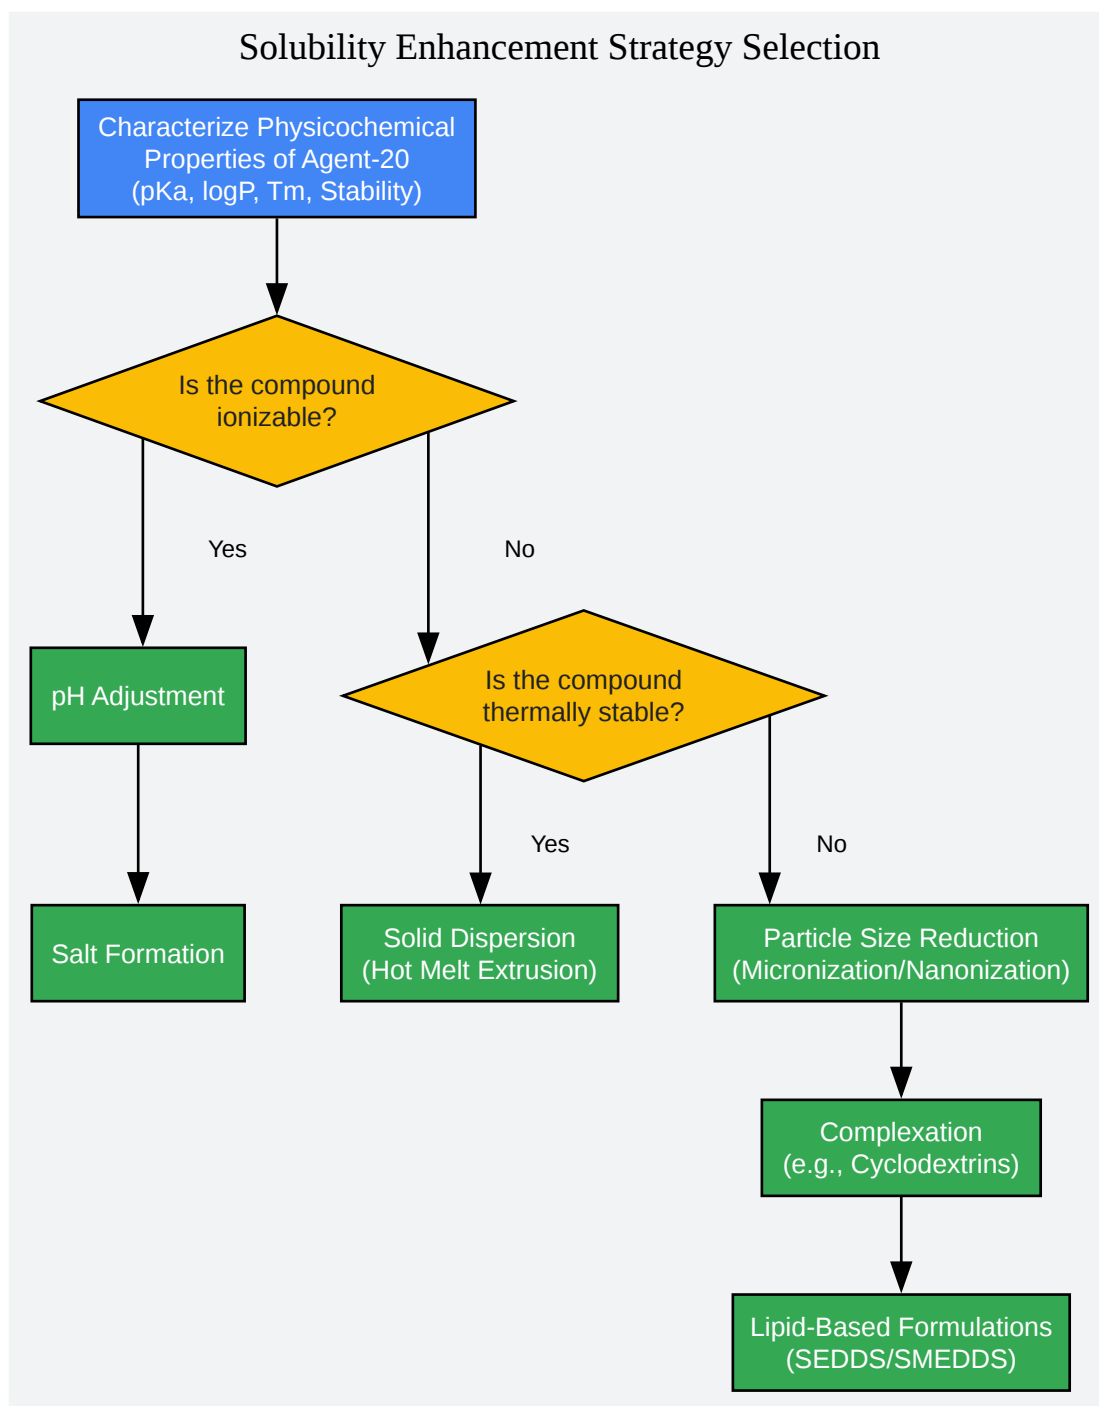 Solubility Enhancement Strategy Selection
Characterize Physicochemical
Properties of Agent-20
(pKa, logP, Tm, Stability)
Is the compound
ionizable?
Yes
No
pH Adjustment
Is the compound
thermally stable?
Yes
No
Salt Formation
Solid Dispersion
(Hot Melt Extrusion)
Particle Size Reduction
(Micronization/Nanonization)
Complexation
(e.g., Cyclodextrins)
Lipid-Based Formulations
(SEDDS/SMEDDS)